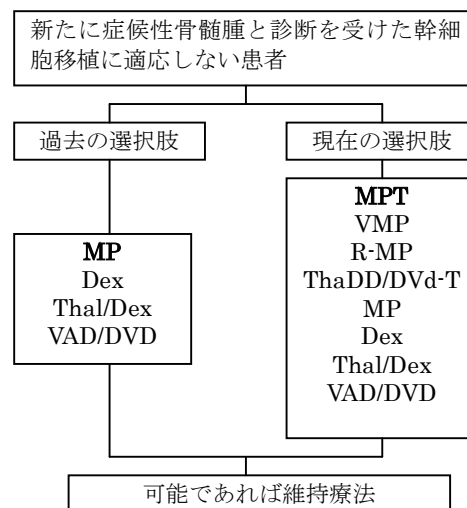 新たに症候性骨髄腫と診断を受けた幹細
胞移植に適応しない患者
過去の選択肢
現在の選択肢
MP
Dex
Thal/Dex
VAD/DVD
MPT
VMP
R-MP
ThaDD/DVd-T
MP
Dex
Thal/Dex
VAD/DVD
可能であれば維持療法